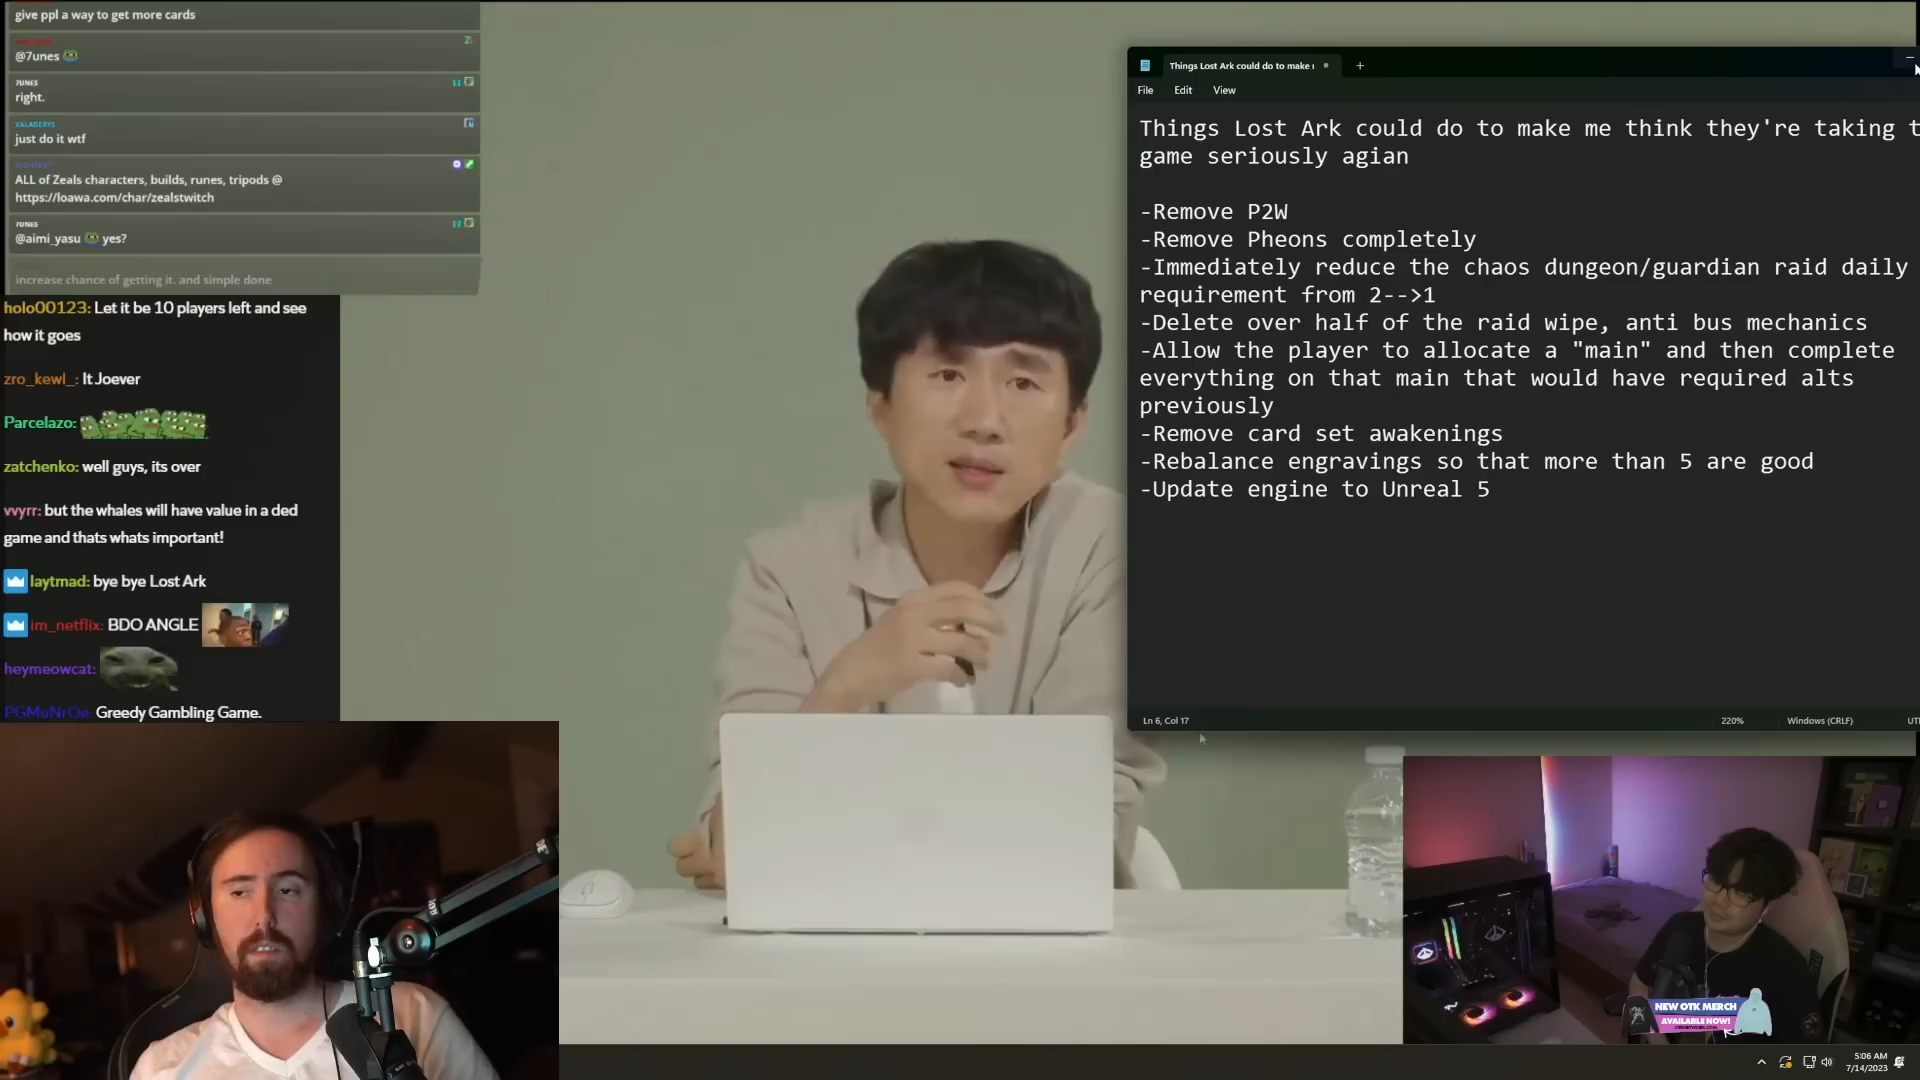 give ppl a way to get more cards
@7unes
7UNES
right.
VALADERYS
just do it wtf
ALL of Zeals characters, builds, runes, tripods @
https://loawa.com/char/zealstwitch
7UNES
@aimi_yasu yes?
increase chance of getting it. and simple done
holo00123: Let it be 10 players left and see
how it goes
zro_kewl_: It Joever
Parcelazo:
zatchenko: well guys, its over
vvyrr: but the whales will have value in a ded
game and thats whats important!
laytmad: bye bye Lost Ark
im_netflix: BDO ANGLE
heymeowcat:
PGMuNrOe: Greedy Gambling Game.
Things Lost Ark could do to make
File Edit View
Things Lost Ark could do to make me think they're taking t
game seriously agian
-Remove P2W
-Remove Pheons completely
-Immediately reduce the chaos dungeon/guardian raid daily
requirement from 2-->1
-Delete over half of the raid wipe, anti bus mechanics
-Allow the player to allocate a "main" and then complete
everything on that main that would have required alts
previously
-Remove card set awakenings
-Rebalance engravings so that more than 5 are good
-Update engine to Unreal 5
Ln 6, Col 17 220% Windows (CRLF) UT
NEW OTK MERCH
AVAILABLE NOW!
5:06 AM
7/14/2023